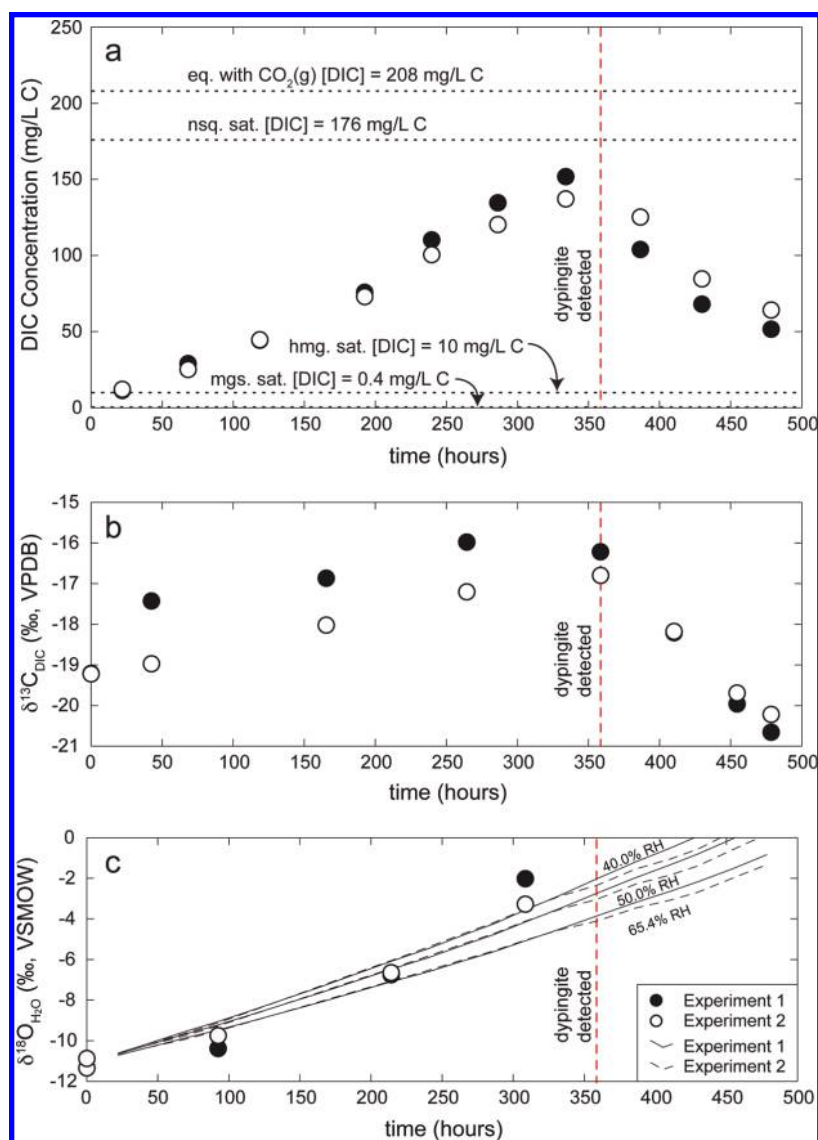 a
250
200
150
100
50
0
DIC Concentration (mg/L C)
eq. with CO₂(g) [DIC] = 208 mg/L C
nsq. sat. [DIC] = 176 mg/L C
dypingite
detected
hmg. sat. [DIC] = 10 mg/L C
mgs. sat. [DIC] = 0.4 mg/L C
0 50 100 150 200 250 300 350 400 450 500
time (hours)
b
-15
-16
-17
-18
-19
-20
-21
δ¹³C_DIC (‰, VPDB)
dypingite
detected
0 50 100 150 200 250 300 350 400 450 500
time (hours)
c
0
-2
-4
-6
-8
-10
-12
δ¹⁸O_H₂O (‰, VSMOW)
40.0% RH
50.0% RH
65.4% RH
dypingite
detected
Experiment 1
Experiment 2
Experiment 1
Experiment 2
0 50 100 150 200 250 300 350 400 450 500
time (hours)